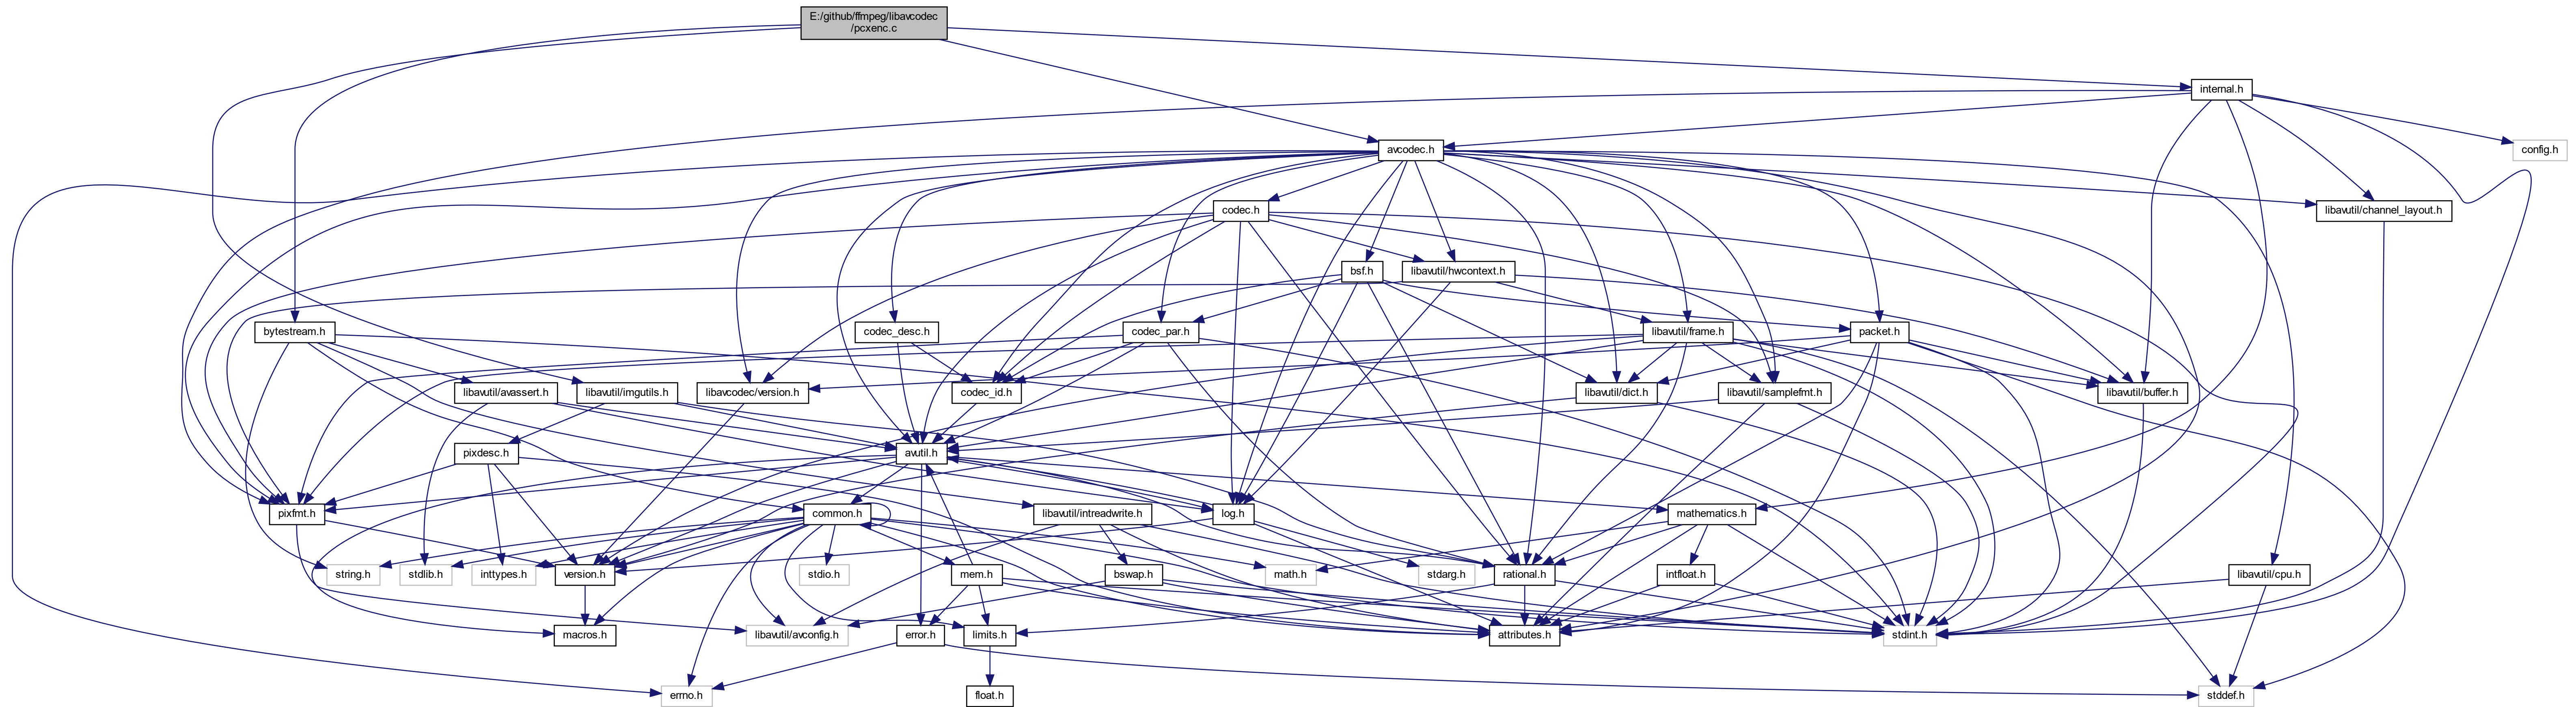 E:/github/ffmpeg/libavcodec
/pcxenc.c
internal.h
avcodec.h
config.h
codec.h
libavutil/channel_layout.h
bsf.h
libavutil/hwcontext.h
bytestream.h
codec_desc.h
codec_par.h
libavutil/frame.h
packet.h
libavutil/avassert.h
libavutil/imgutils.h
libavcodec/version.h
codec_id.h
libavutil/dict.h
libavutil/samplefmt.h
libavutil/buffer.h
pixdesc.h
avutil.h
pixfmt.h
common.h
libavutil/intreadwrite.h
log.h
mathematics.h
string.h
stdlib.h
inttypes.h
version.h
stdio.h
mem.h
bswap.h
math.h
stdarg.h
rational.h
intfloat.h
libavutil/cpu.h
macros.h
libavutil/avconfig.h
error.h
limits.h
attributes.h
stdint.h
errno.h
float.h
stddef.h